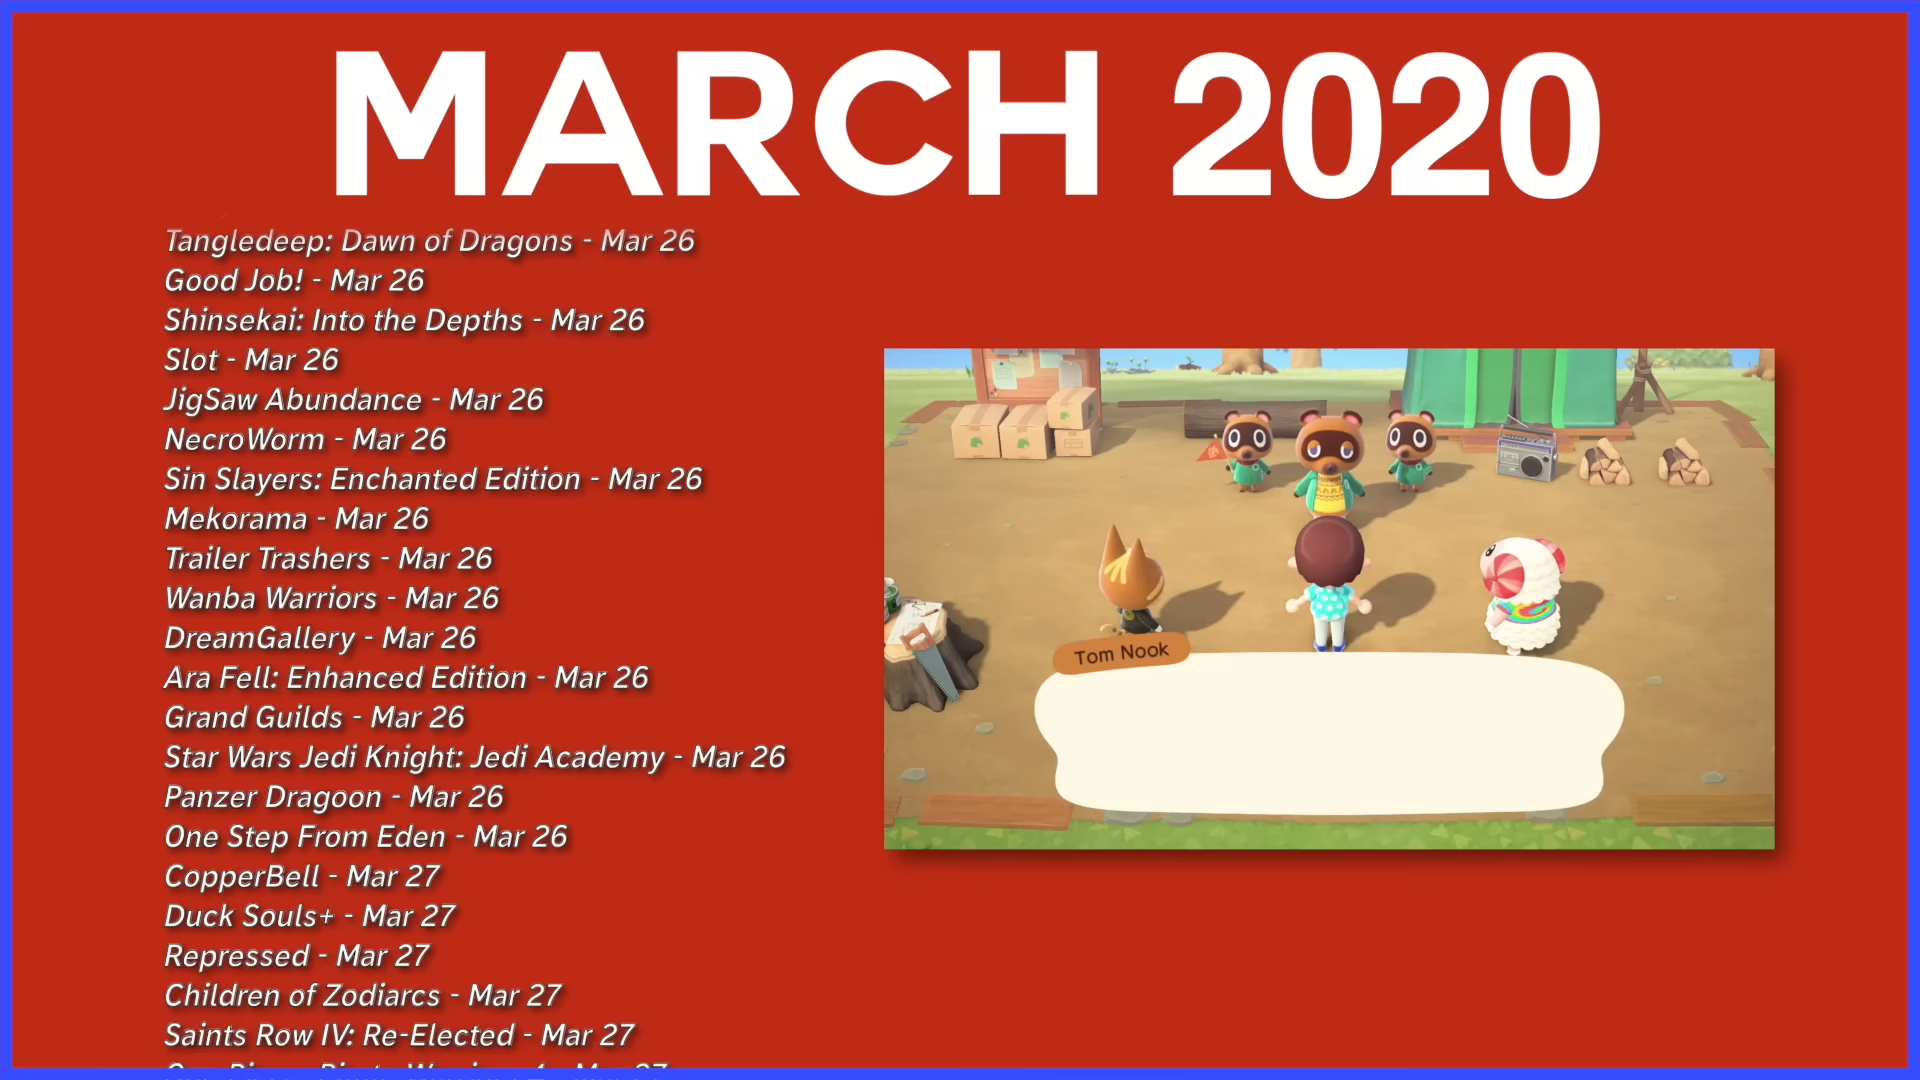 MARCH 2020
Tangledeep: Dawn of Dragons - Mar 26
Good Job! - Mar 26
Shinsekai: Into the Depths - Mar 26
Slot - Mar 26
JigSaw Abundance - Mar 26
NecroWorm - Mar 26
Sin Slayers: Enchanted Edition - Mar 26
Mekorama - Mar 26
Trailer Trashers - Mar 26
Wanba Warriors - Mar 26
DreamGallery - Mar 26
Ara Fell: Enhanced Edition - Mar 26
Grand Guilds - Mar 26
Star Wars Jedi Knight: Jedi Academy - Mar 26
Panzer Dragoon - Mar 26
One Step From Eden - Mar 26
CopperBell - Mar 27
Duck Souls+ - Mar 27
Repressed - Mar 27
Children of Zodiarcs - Mar 27
Saints Row IV: Re-Elected - Mar 27
Tom Nook